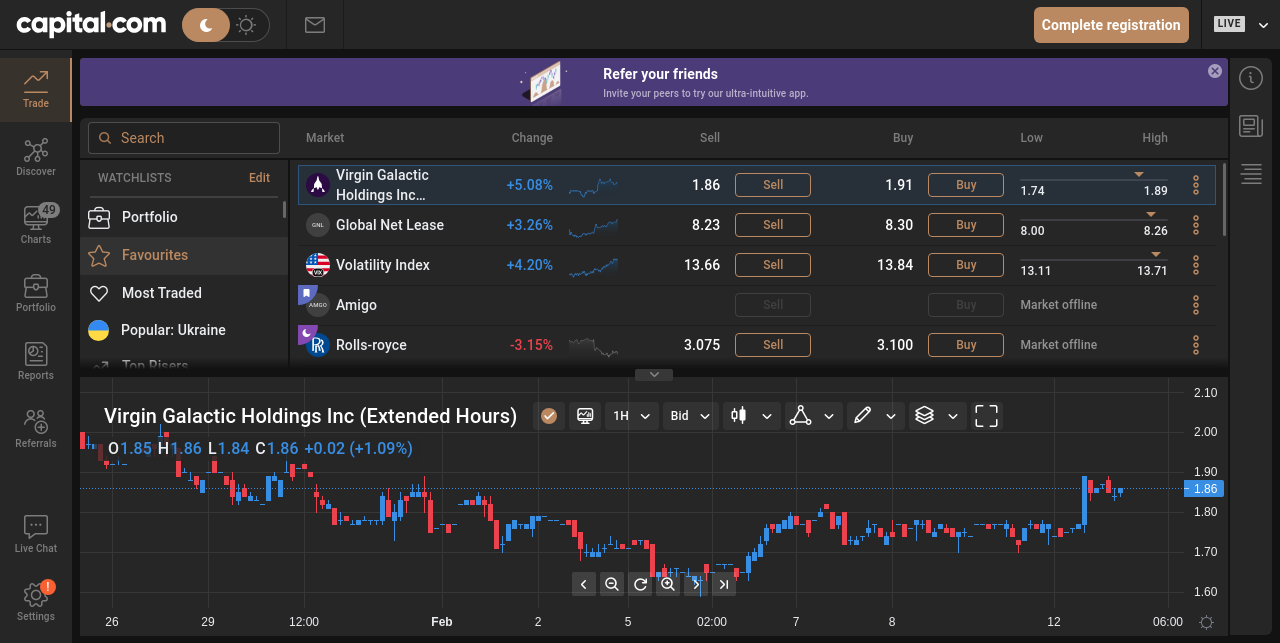 capital.com
Complete registration
LIVE
Trade
Discover
49
Charts
Portfolio
Reports
Referrals
Live Chat
!
Settings
Refer your friends
Invite your peers to try our ultra-intuitive app.
Search
WATCHLISTS Edit
Portfolio
Favourites
Most Traded
Popular: Ukraine
Top Risers
Market Change Sell Buy Low High
Virgin Galactic
Holdings Inc... +5.08% 1.86 Sell 1.91 Buy 1.74 1.89
GNL Global Net Lease +3.26% 8.23 Sell 8.30 Buy 8.00 8.26
VIX Volatility Index +4.20% 13.66 Sell 13.84 Buy 13.11 13.71
AMGO Amigo Sell Buy Market offline
Rolls-royce -3.15% 3.075 Sell 3.100 Buy Market offline
Virgin Galactic Holdings Inc (Extended Hours) 1H Bid
O1.85 H1.86 L1.84 C1.86 +0.02 (+1.09%)
2.10
2.00
1.90
1.86
1.80
1.70
1.60
26 29 12:00 Feb 2 5 02:00 7 8 12 06:00